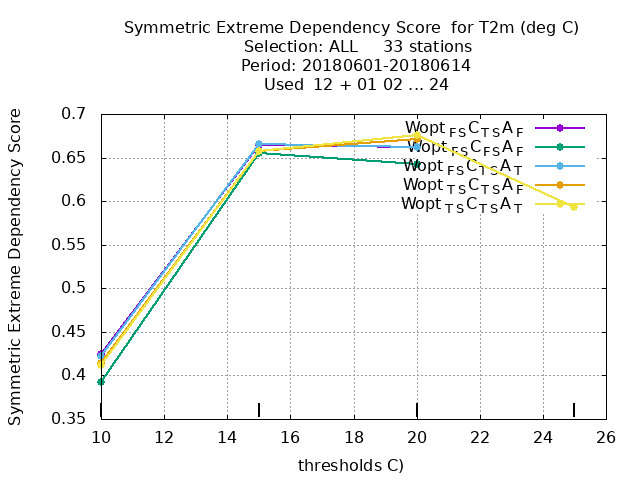 Symmetric Extreme Dependency Score for T2m (deg C)
Selection: ALL 33 stations
Period: 20180601-20180614
Used 12 + 01 02 ... 24
Symmetric Extreme Dependency Score
0.7
0.65
0.6
0.55
0.5
0.45
0.4
0.35
Wopt FS C TS A F
Wopt FS C FS A F
Wopt FS C TS A T
Wopt TS C TS A F
Wopt TS C TS A T
10 12 14 16 18 20 22 24 26
thresholds C)